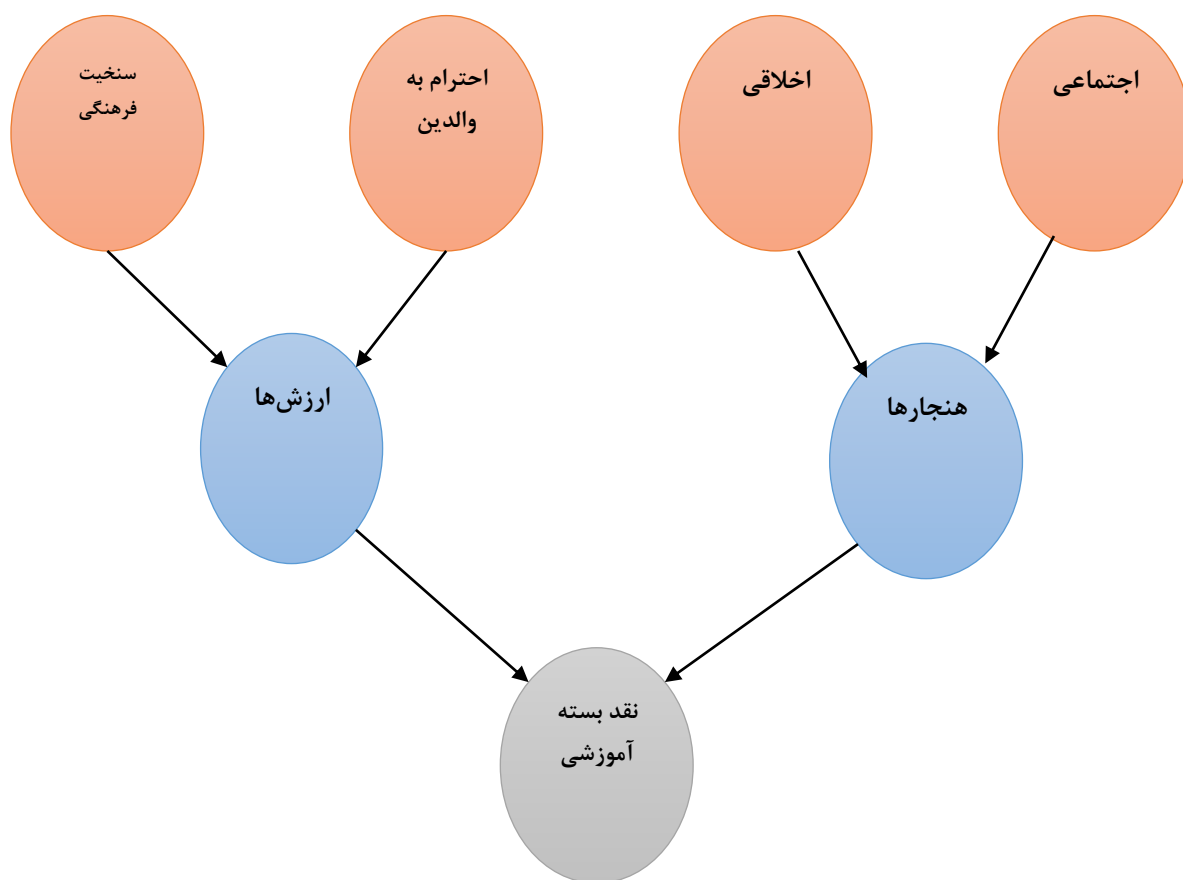 اجتماعی
اخلاقی
احترام به
والدین
سنخیت
فرهنگی
هنجارها
ارزش‌ها
نقد بسته
آموزشی